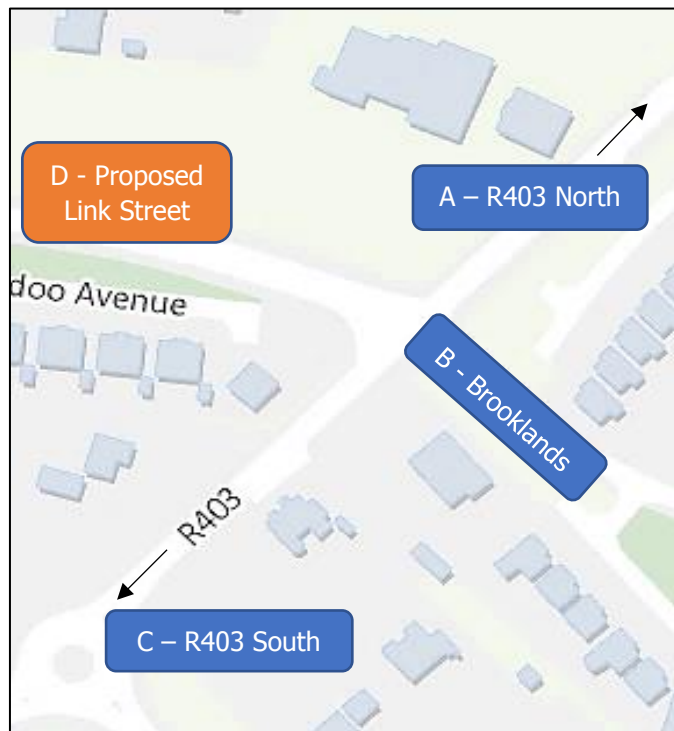 D - Proposed
Link Street
A – R403 North
doo Avenue
B - Brooklands
R403
C – R403 South